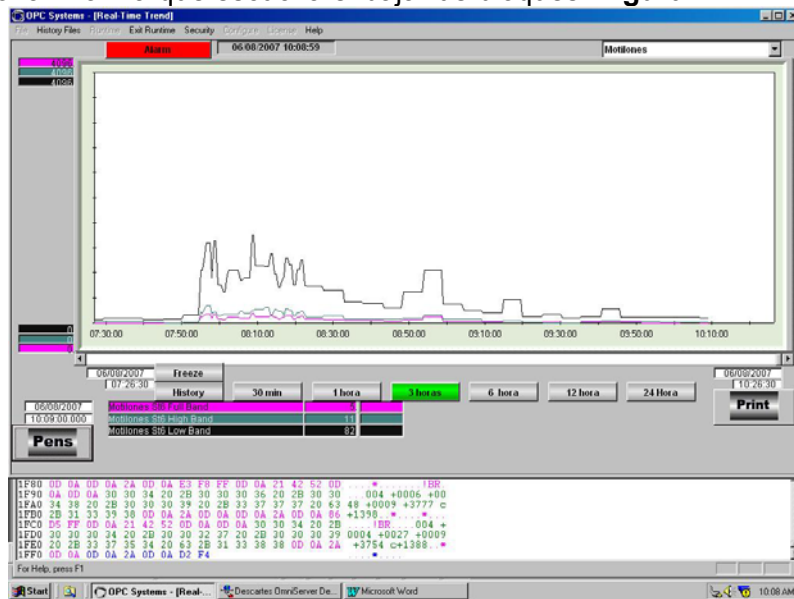 OPC Systems - [Real-Time Trend]
File History Files Runtime Exit Runtime Security Configure License Help
Alarm 06/08/2007 10:08:59 Motilones
4096
4096
4096
0
0
0
07:30:00 07:50:00 08:10:00 08:30:00 08:50:00 09:10:00 09:30:00 09:50:00 10:10:00
06/08/2007 Freeze 06/08/2007
07:26:30 History 30 min 1 hora 3 horas 6 hora 12 hora 24 Hora 10:26:30
06/08/2007 Motilones St6 Full Band 5 Print
10:09:00.000 Motilones St6 High Band 11
Pens Motilones St6 Low Band 82
1F80 0D 0A 0D 0A 2A 0D 0A E3 F8 FF 0D 0A 21 42 52 0D ....*.......!BR.
1F90 0A 0D 0A 30 30 34 20 2B 30 30 30 36 20 2B 30 30 ...004 +0006 +00
1FA0 34 38 20 2B 30 30 30 39 20 2B 33 37 37 37 20 63 48 +0009 +3777 c
1FB0 2B 31 33 39 38 0D 0A 2A 0D 0A 0D 0A 2A 0D 0A 86 +1398..*....*...
1FC0 D5 FF 0D 0A 21 42 52 0D 0A 0D 0A 30 30 34 20 2B ....!BR....004 +
1FD0 30 30 30 34 20 2B 30 30 32 37 20 2B 30 30 30 39 0004 +0027 +0009
1FE0 20 2B 33 37 35 34 20 63 2B 31 33 38 38 0D 0A 2A +3754 c+1388..*
1FF0 0D 0A 0D 0A 2A 0D 0A D2 F4 ....*....
For Help, press F1
Start OPC Systems - [Real-... Descartes OmniServer De... Microsoft Word 10:08 AM